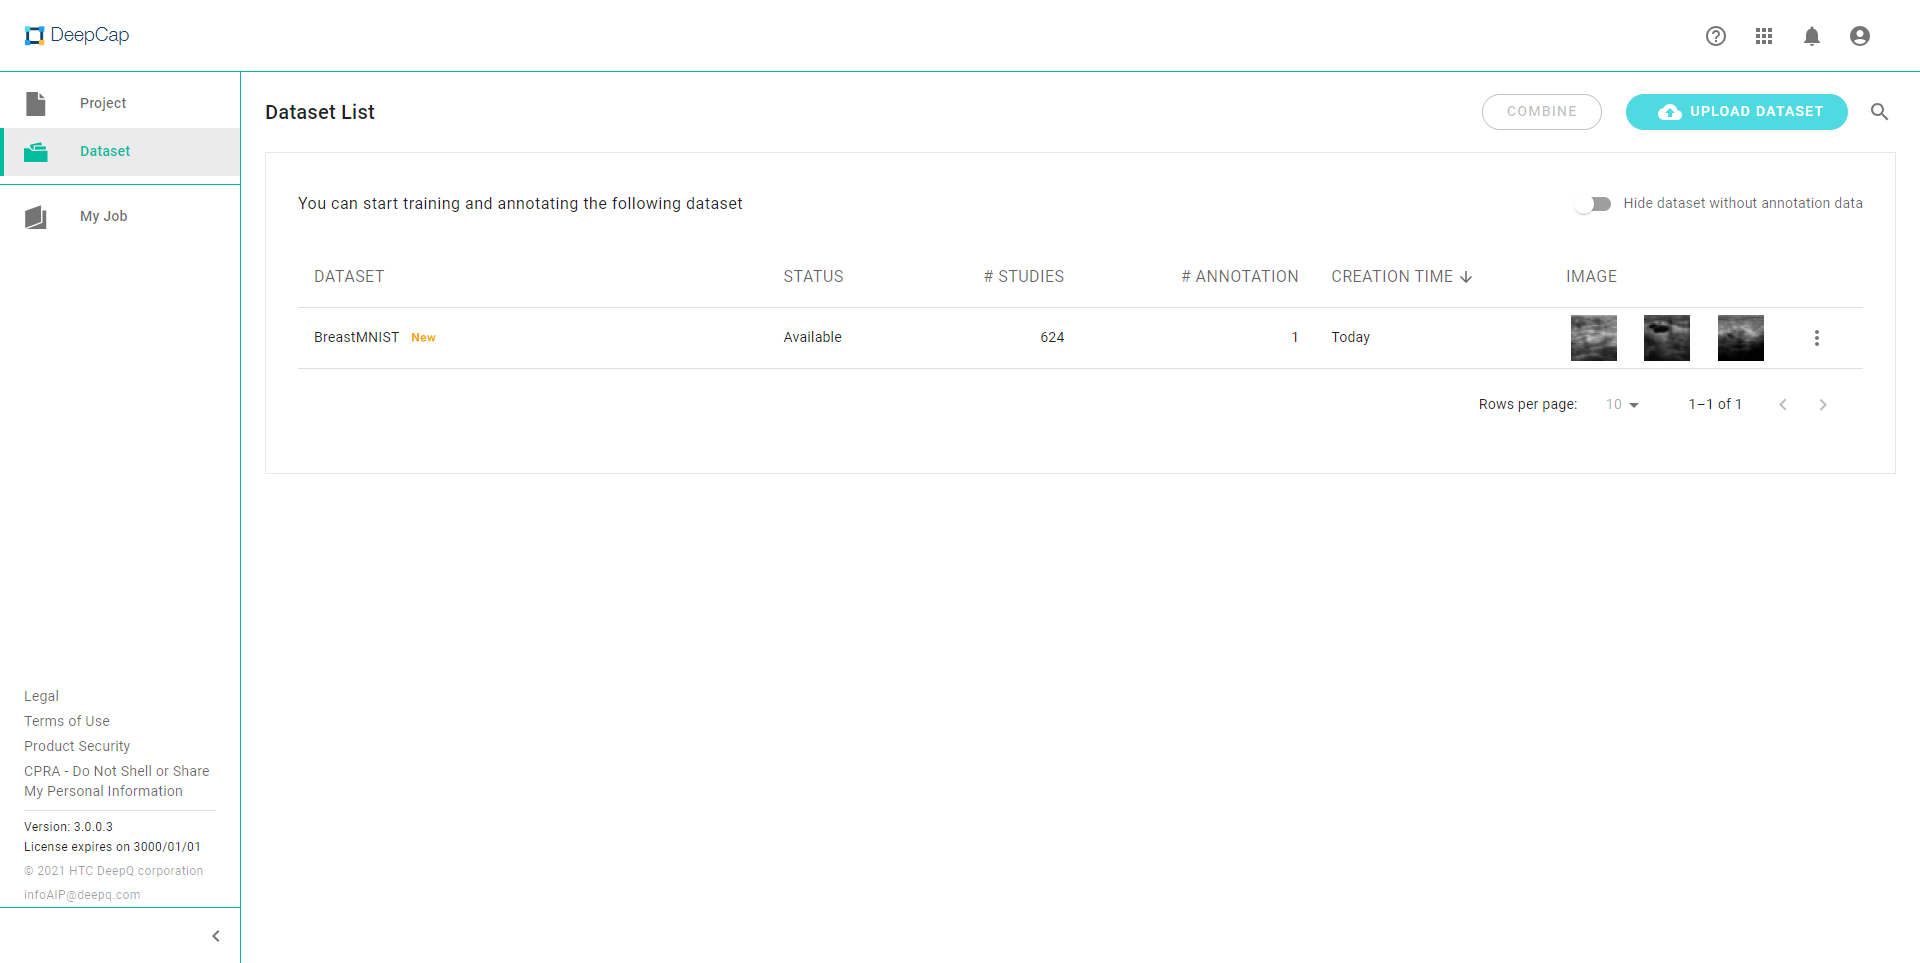 DeepCap
Project
Dataset
My Job
Dataset List
COMBINE
UPLOAD DATASET
You can start training and annotating the following dataset
Hide dataset without annotation data
DATASET STATUS # STUDIES # ANNOTATION CREATION TIME IMAGE
BreastMNIST New Available 624 1 Today
Rows per page: 10 1–1 of 1
Legal
Terms of Use
Product Security
CPRA - Do Not Shell or Share
My Personal Information
Version: 3.0.0.3
License expires on 3000/01/01
© 2021 HTC DeepQ corporation
infoAIP@deepq.com